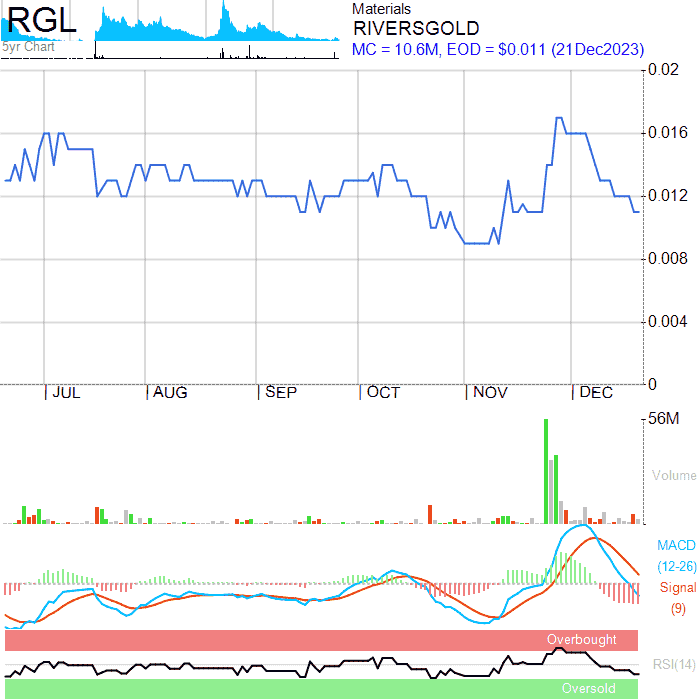 RGL
5yr Chart
Materials
RIVERSGOLD
MC = 10.6M, EOD = $0.011 (21Dec2023)
0.02
0.016
0.012
0.008
0.004
0
JUL AUG SEP OCT NOV DEC
56M
Volume
MACD
(12-26)
Signal
(9)
Overbought
RSI(14)
Oversold